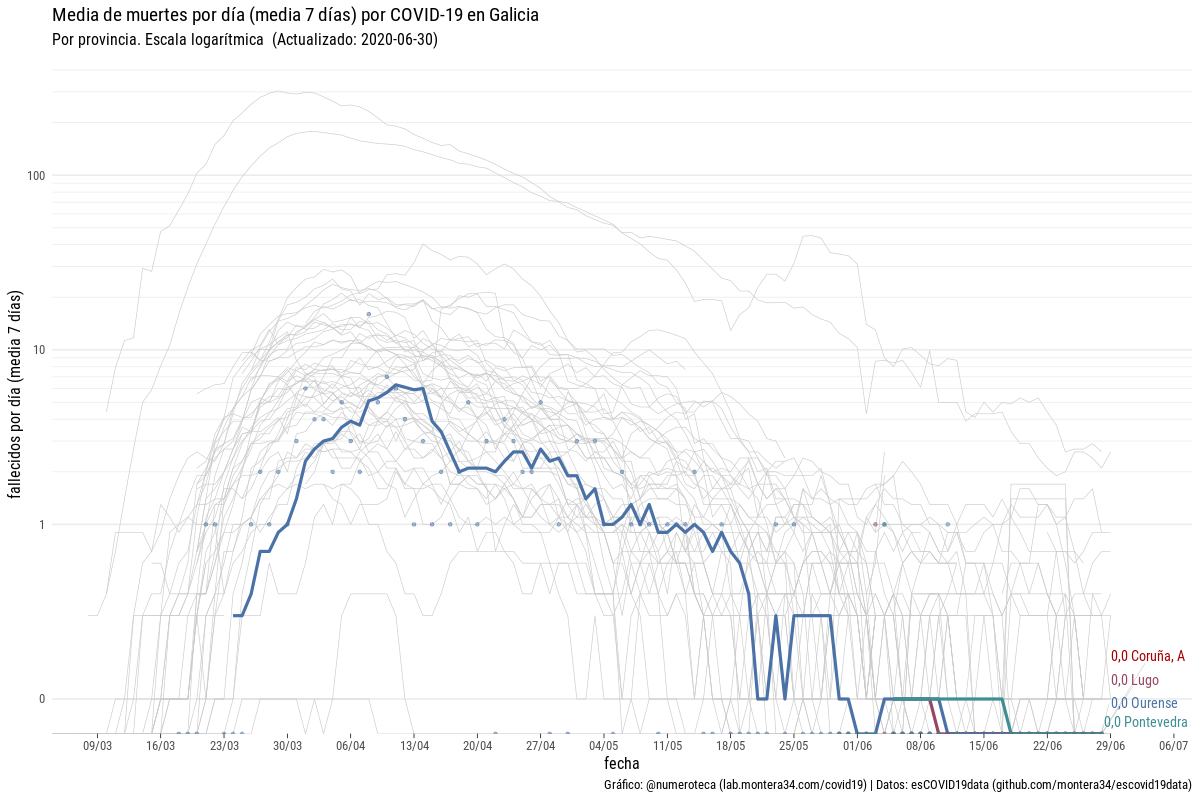 Media de muertes por día (media 7 días) por COVID-19 en Galicia
Por provincia. Escala logarítmica (Actualizado: 2020-06-30)
fallecidos por día (media 7 días)
100
10
1
0
0,0 Coruña, A
0,0 Lugo
0,0 Ourense
0,0 Pontevedra
09/03 16/03 23/03 30/03 06/04 13/04 20/04 27/04 04/05 11/05 18/05 25/05 01/06 08/06 15/06 22/06 29/06 06/07
fecha
Gráfico: @numeroteca (lab.montera34.com/covid19) | Datos: esCOVID19data (github.com/montera34/escovid19data)